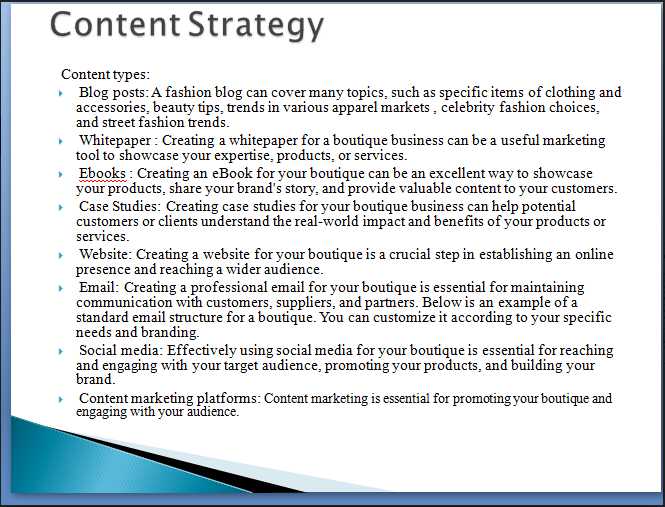 Content Strategy
Content types:
Blog posts: A fashion blog can cover many topics, such as specific items of clothing and
accessories, beauty tips, trends in various apparel markets , celebrity fashion choices,
and street fashion trends.
Whitepaper : Creating a whitepaper for a boutique business can be a useful marketing
tool to showcase your expertise, products, or services.
Ebooks : Creating an eBook for your boutique can be an excellent way to showcase
your products, share your brand's story, and provide valuable content to your customers.
Case Studies: Creating case studies for your boutique business can help potential
customers or clients understand the real-world impact and benefits of your products or
services.
Website: Creating a website for your boutique is a crucial step in establishing an online
presence and reaching a wider audience.
Email: Creating a professional email for your boutique is essential for maintaining
communication with customers, suppliers, and partners. Below is an example of a
standard email structure for a boutique. You can customize it according to your specific
needs and branding.
Social media: Effectively using social media for your boutique is essential for reaching
and engaging with your target audience, promoting your products, and building your
brand.
Content marketing platforms: Content marketing is essential for promoting your boutique and
engaging with your audience.